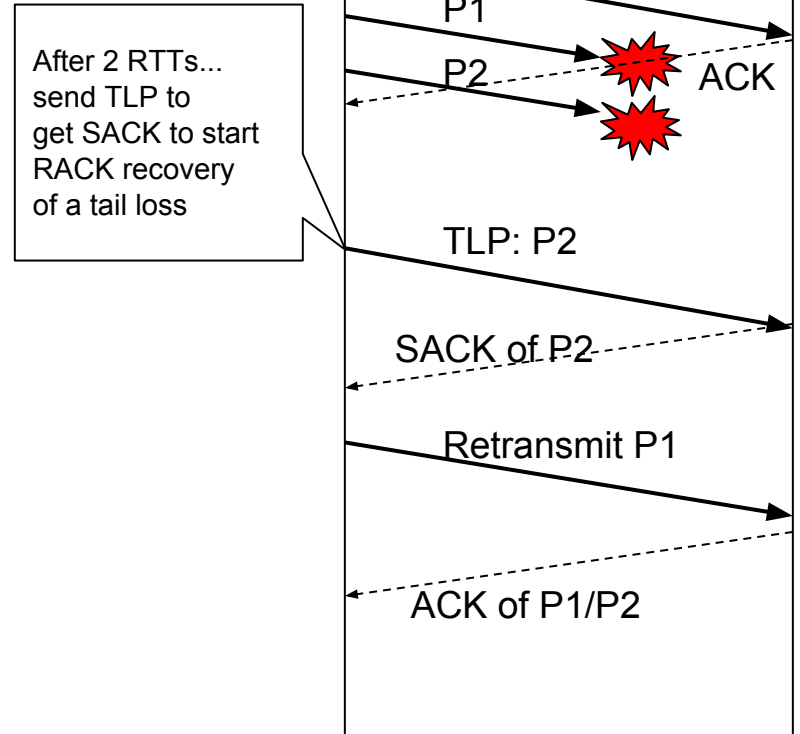 P1
After 2 RTTs...
send TLP to
get SACK to start
RACK recovery
of a tail loss
P2
ACK
TLP: P2
SACK of P2
Retransmit P1
ACK of P1/P2